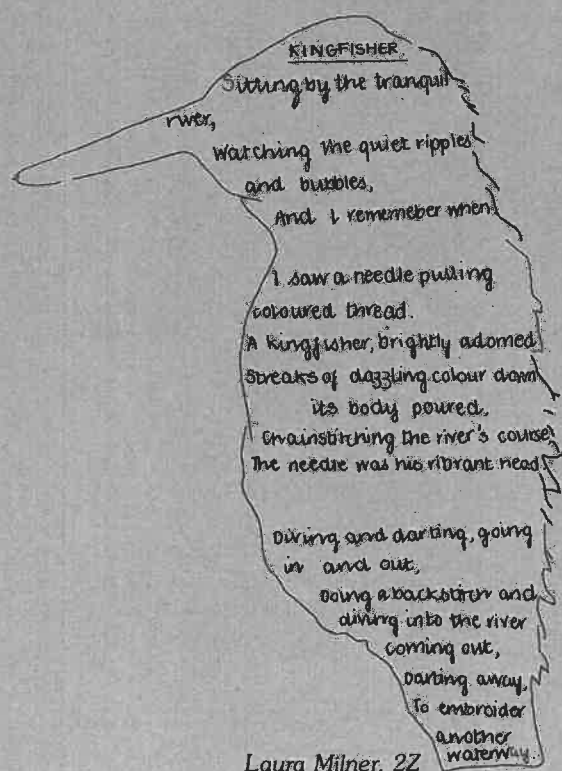 KINGFISHER
Sitting by the tranquil
river,
Watching the quiet ripples
and bubbles,
And I rememeber when
I saw a needle pulling
coloured thread.
A Kingfisher, brightly adorned
Streaks of dazzling colour down
its body poured,
Chainstitching the river's course,
The needle was his vibrant head.
Diving and darting, going
in and out,
Doing a backstitch and
diving into the river
coming out,
Darting away,
To embroider
another
waterway.
Laura Milner, 2Z